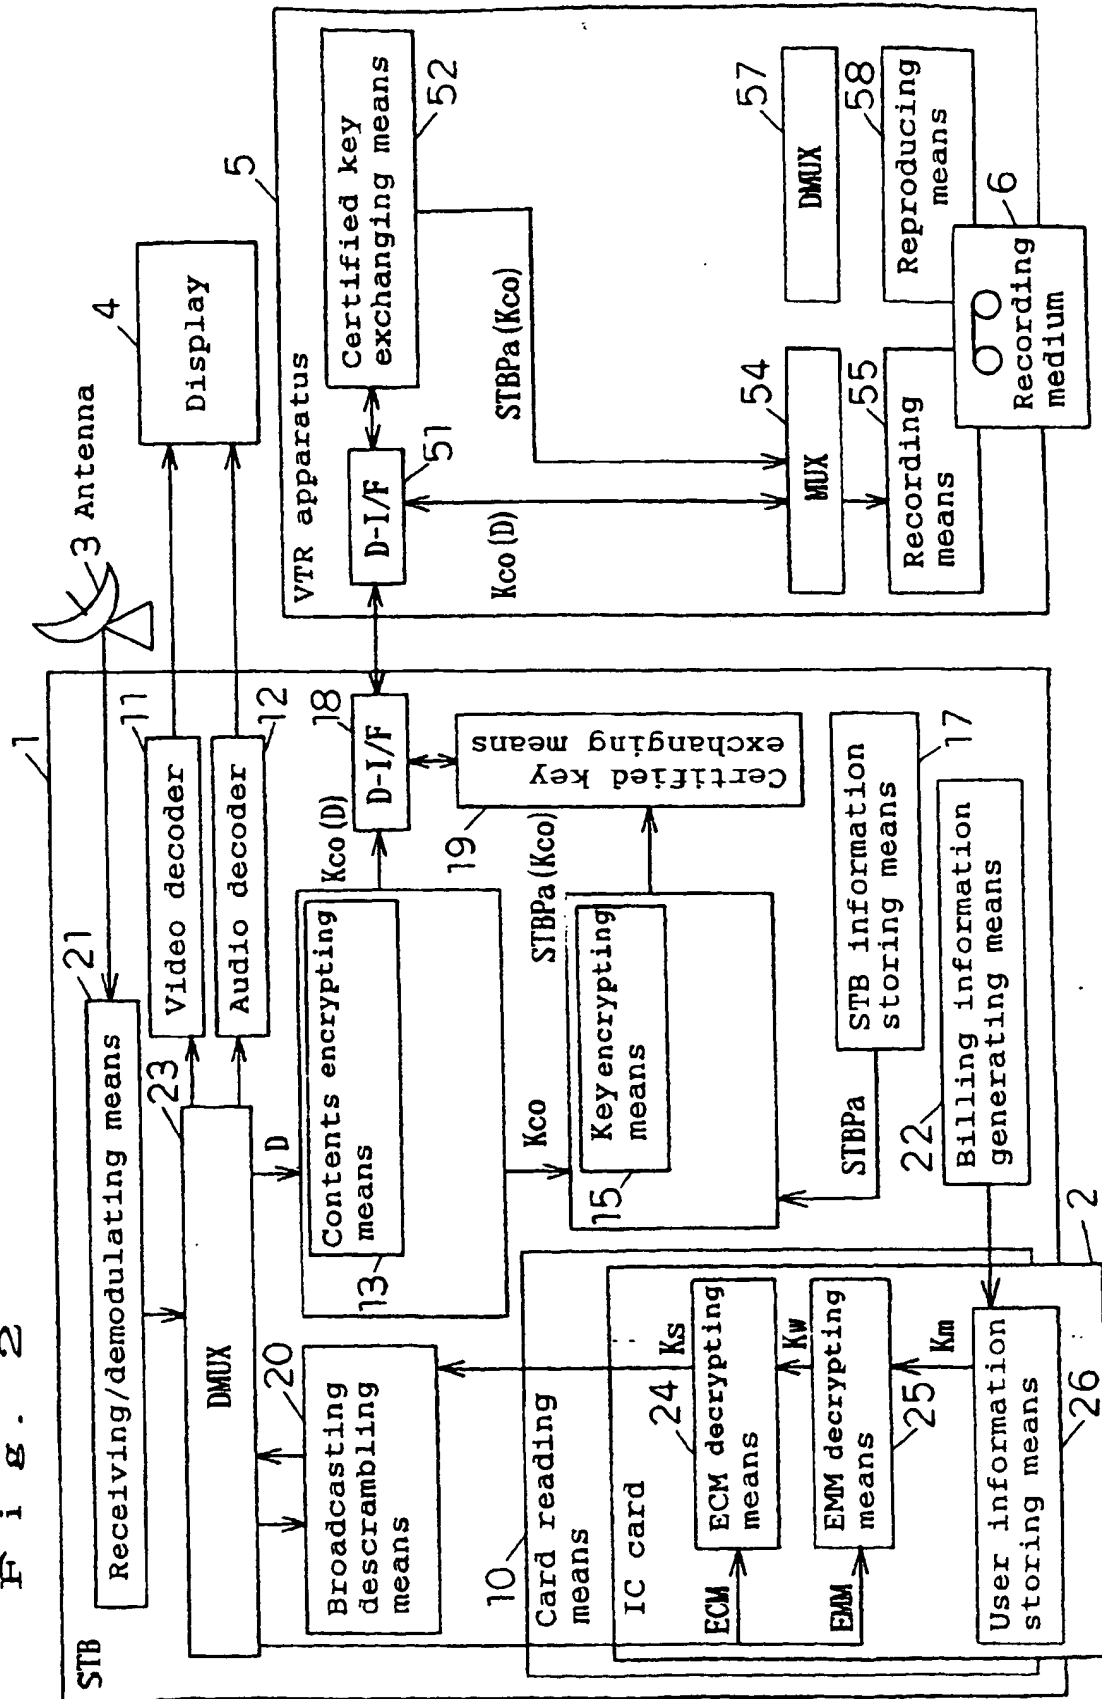 Fig. 2
STB
1
3 Antenna
4
Display
21
Receiving/demodulating means
23
DMUX
11
Video decoder
12
Audio decoder
20
Broadcasting
descrambling
means
D
Contents encrypting
means
13
Kco(D)
18
D-I/F
19
Certified key
exchanging means
Kco
STBPa(Kco)
Key encrypting
means
15
STBPa
STB information
storing means
17
22
Billing information
generating means
10
Card reading
means
IC card
2
ECM
24
ECM decrypting
means
Ks
Kw
EMM
25
EMM decrypting
means
Km
User information
storing means
26
5
VTR apparatus
D-I/F
51
Certified key
exchanging means
52
STBPa(Kco)
Kco(D)
54
MUX
55
Recording
means
57
DMUX
58
Reproducing
means
6
Recording
medium